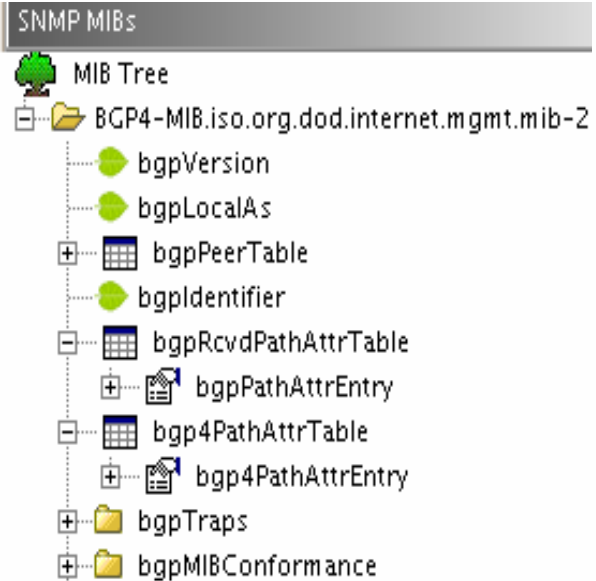 SNMP MIBs
MIB Tree
BGP4-MIB.iso.org.dod.internet.mgmt.mib-2
bgpVersion
bgpLocalAs
bgpPeerTable
bgpIdentifier
bgpRcvdPathAttrTable
bgpPathAttrEntry
bgp4PathAttrTable
bgp4PathAttrEntry
bgpTraps
bgpMIBConformance